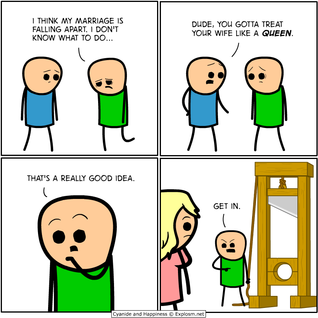 I THINK MY MARRIAGE IS
FALLING APART. I DON'T
KNOW WHAT TO DO...
DUDE, YOU GOTTA TREAT
YOUR WIFE LIKE A QUEEN.
THAT'S A REALLY GOOD IDEA.
GET IN.
Cyanide and Happiness © Explosm.net